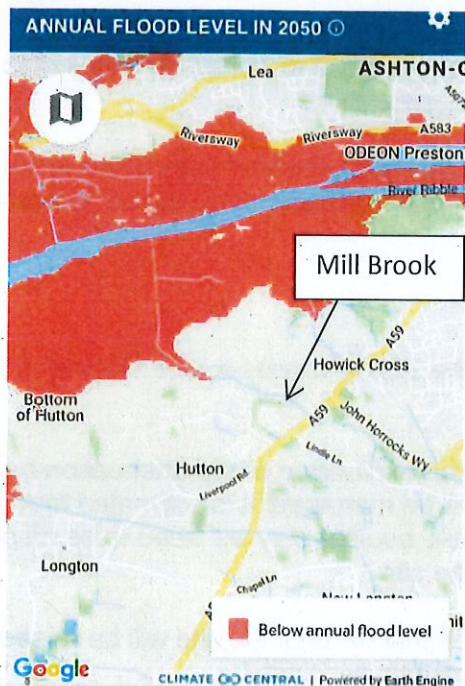 ANNUAL FLOOD LEVEL IN 2050
Lea
ASHTON-O
Riversway
Riversway
A583
ODEON Preston
River Ribble
Mill Brook
A59
Howick Cross
Bottom
of Hutton
A59
John Horrocks Wy
Lindle Ln
Hutton
Liverpool Rd.
Longton
Chapel Ln
Below annual flood level
Google
CLIMATE CENTRAL | Powered by Earth Engine